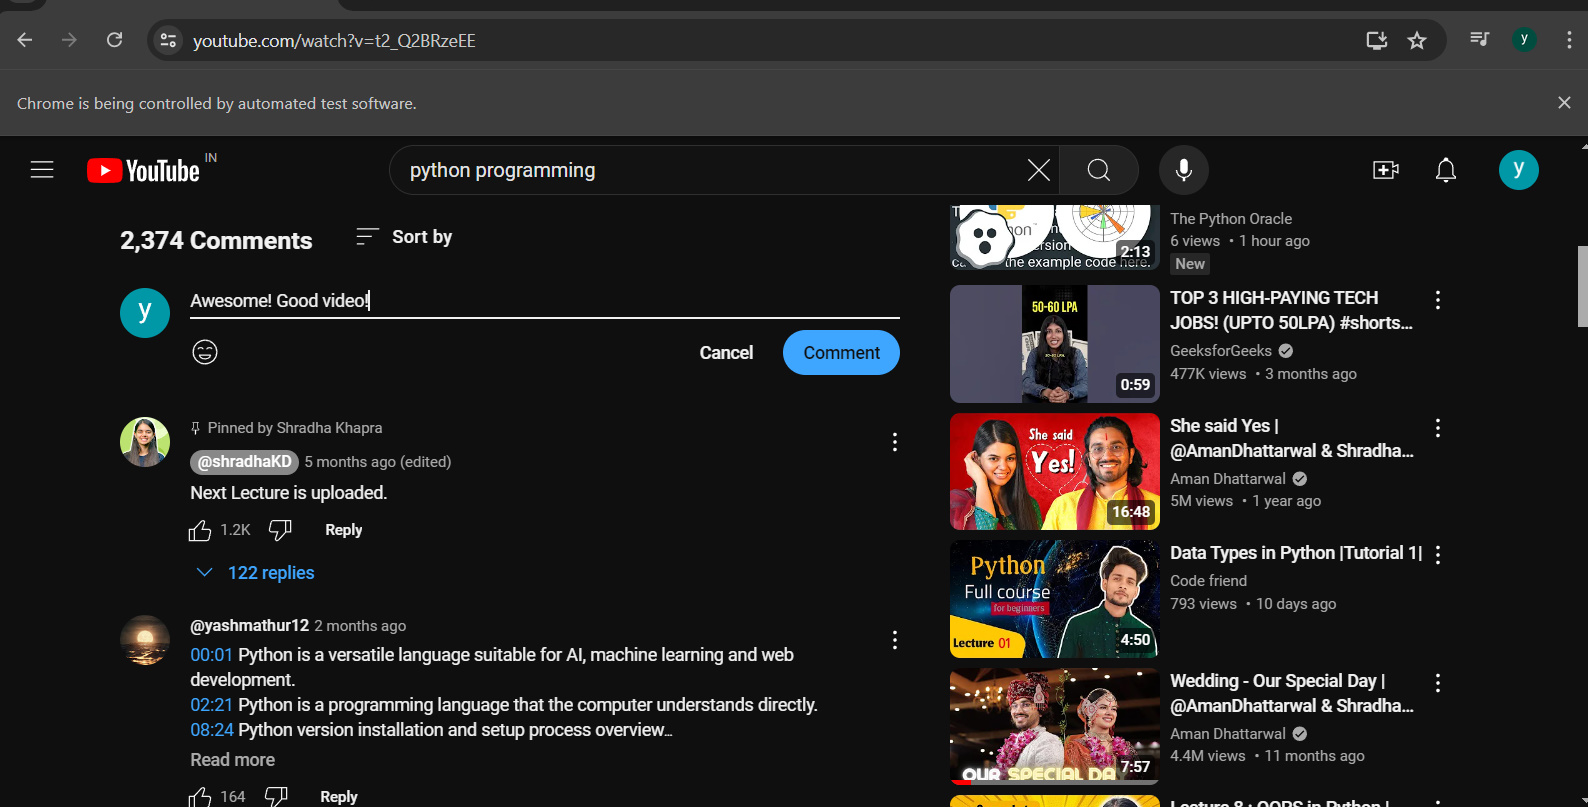 youtube.com/watch?v=t2_Q2BRzeEE
y
Chrome is being controlled by automated test software.
YouTube IN
python programming
y
2,374 Comments
Sort by
y
Awesome! Good video!
Cancel
Comment
Pinned by Shradha Khapra
@shradhaKD 5 months ago (edited)
Next Lecture is uploaded.
1.2K
Reply
122 replies
@yashmathur12 2 months ago
00:01 Python is a versatile language suitable for AI, machine learning and web
development.
02:21 Python is a programming language that the computer understands directly.
08:24 Python version installation and setup process overview...
Read more
164
Reply
the example code here.
2:13
The Python Oracle
6 views • 1 hour ago
New
50-60 LPA
0:59
TOP 3 HIGH-PAYING TECH
JOBS! (UPTO 50LPA) #shorts...
GeeksforGeeks
477K views • 3 months ago
She said
Yes!
16:48
She said Yes |
@AmanDhattarwal & Shradha...
Aman Dhattarwal
5M views • 1 year ago
Python
Full course
for beginners
Lecture 01
4:50
Data Types in Python |Tutorial 1|
Code friend
793 views • 10 days ago
OUR SPECIAL DA
7:57
Wedding - Our Special Day |
@AmanDhattarwal & Shradha...
Aman Dhattarwal
4.4M views • 11 months ago
Lecture 8 : OOPS in Python |